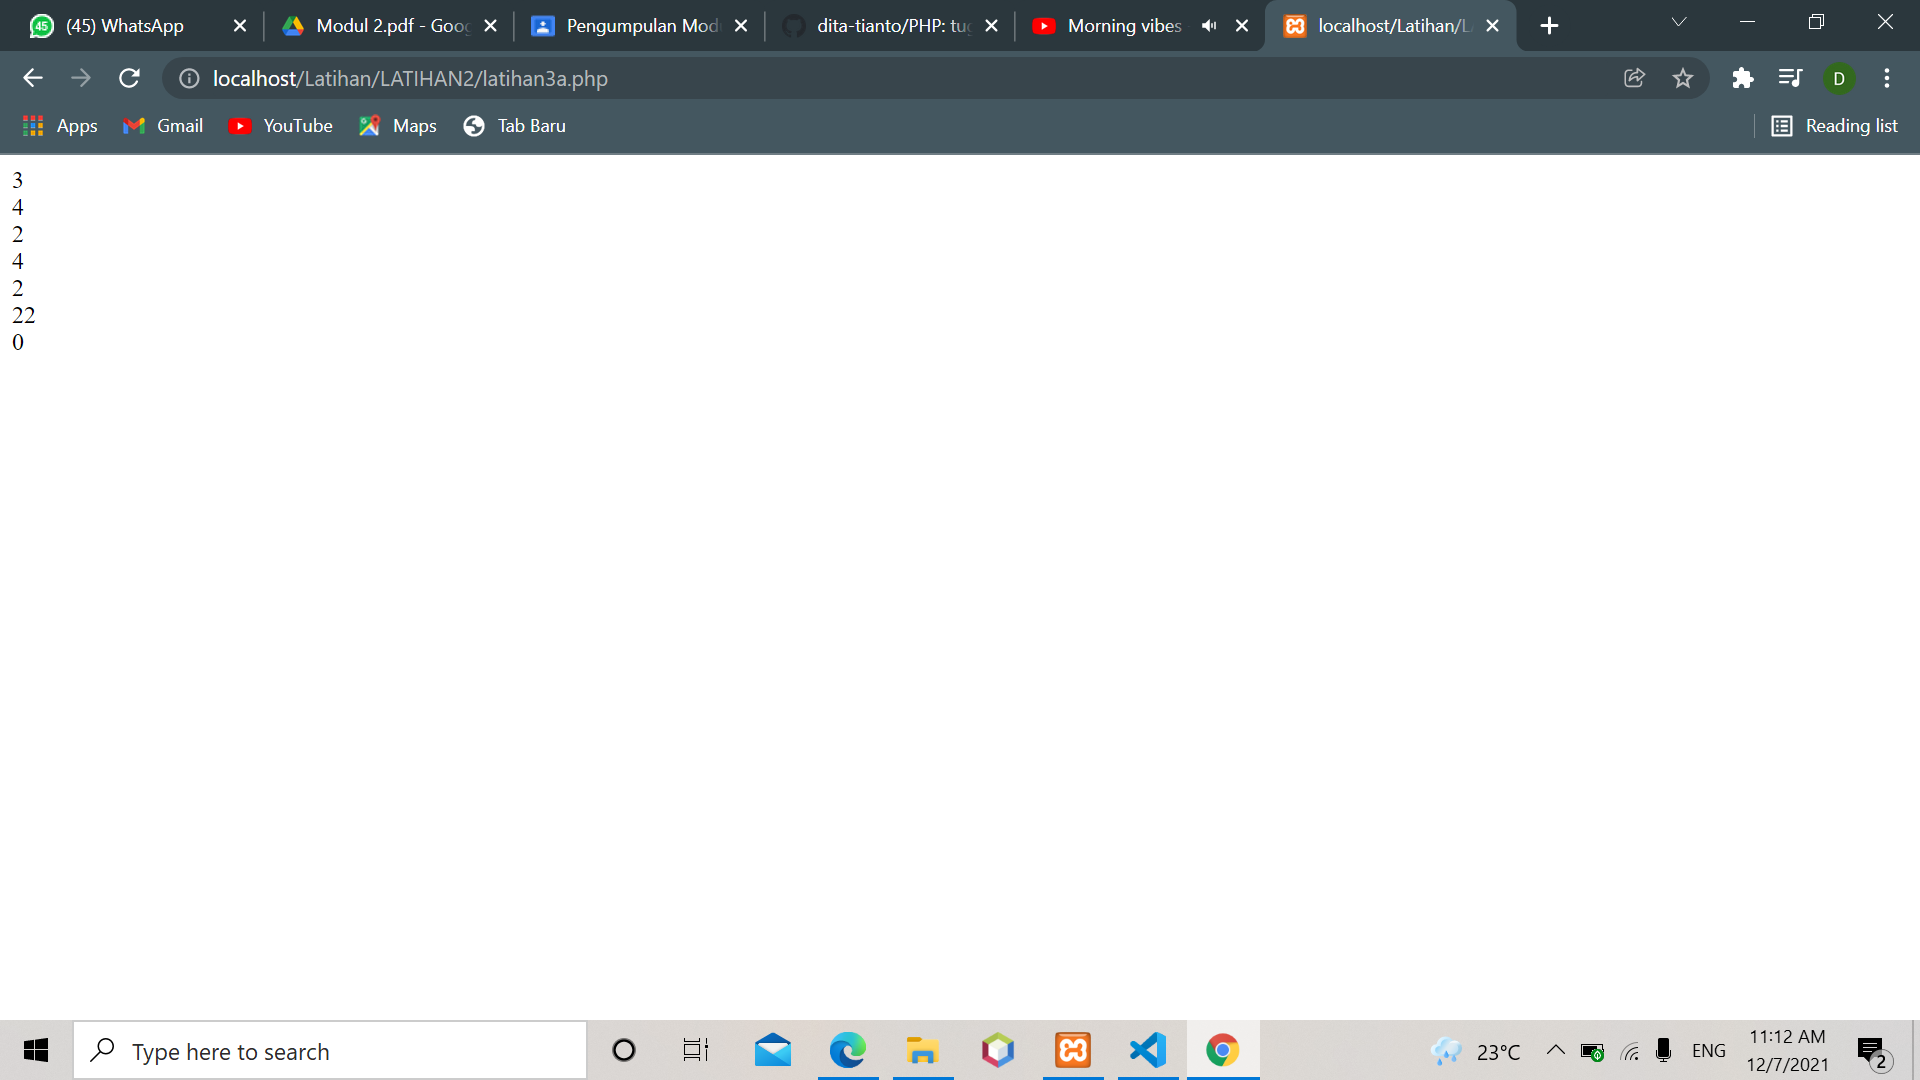 45
(45) WhatsApp
Modul 2.pdf - Goog
Pengumpulan Mod
dita-tianto/PHP: tug
Morning vibes
localhost/Latihan/L
localhost/Latihan/LATIHAN2/latihan3a.php
D
Apps
Gmail
YouTube
Maps
Tab Baru
Reading list
3
4
2
4
2
22
0
Type here to search
23°C
ENG
11:12 AM
12/7/2021
2